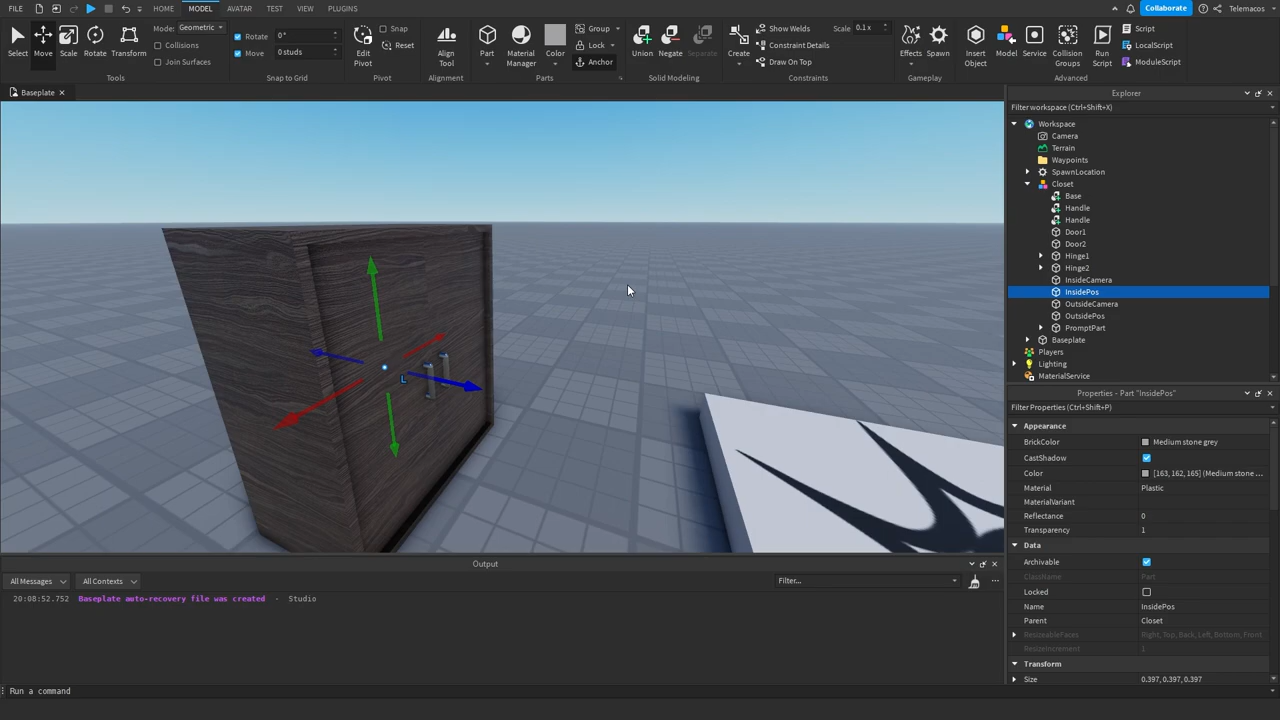 FILE HOME MODEL AVATAR TEST VIEW PLUGINS Collaborate Telemacos
Select Move Scale Rotate Transform
Mode: Geometric
Collisions
Join Surfaces
Tools
Rotate 0°
Move 0 studs
Snap to Grid
Edit Pivot
Snap
Reset
Pivot
Align Tool
Alignment
Part Material Manager Color
Group
Lock
Anchor
Parts
Union Negate Separate
Solid Modeling
Create
Show Welds
Constraint Details
Draw On Top
Scale 0.1 x
Constraints
Effects Spawn
Gameplay
Insert Object Model Service Collision Groups Run Script
Script
LocalScript
ModuleScript
Advanced
Baseplate
L
Explorer
Filter workspace (Ctrl+Shift+X)
Workspace
Camera
Terrain
Waypoints
SpawnLocation
Closet
Base
Handle
Handle
Door1
Door2
Hinge1
Hinge2
InsideCamera
InsidePos
OutsideCamera
OutsidePos
PromptPart
Baseplate
Players
Lighting
MaterialService
Properties - Part "InsidePos"
Filter Properties (Ctrl+Shift+P)
Appearance
BrickColor Medium stone grey
CastShadow
Color [163, 162, 165] (Medium stone ...
Material Plastic
MaterialVariant
Reflectance 0
Transparency 1
Data
Archivable
ClassName Part
Locked
Name InsidePos
Parent Closet
ResizeableFaces Right, Top, Back, Left, Bottom, Front
ResizeIncrement 1
Transform
Size 0.397, 0.397, 0.397
Output
All Messages All Contexts Filter...
20:08:52.752 Baseplate auto-recovery file was created - Studio
Run a command